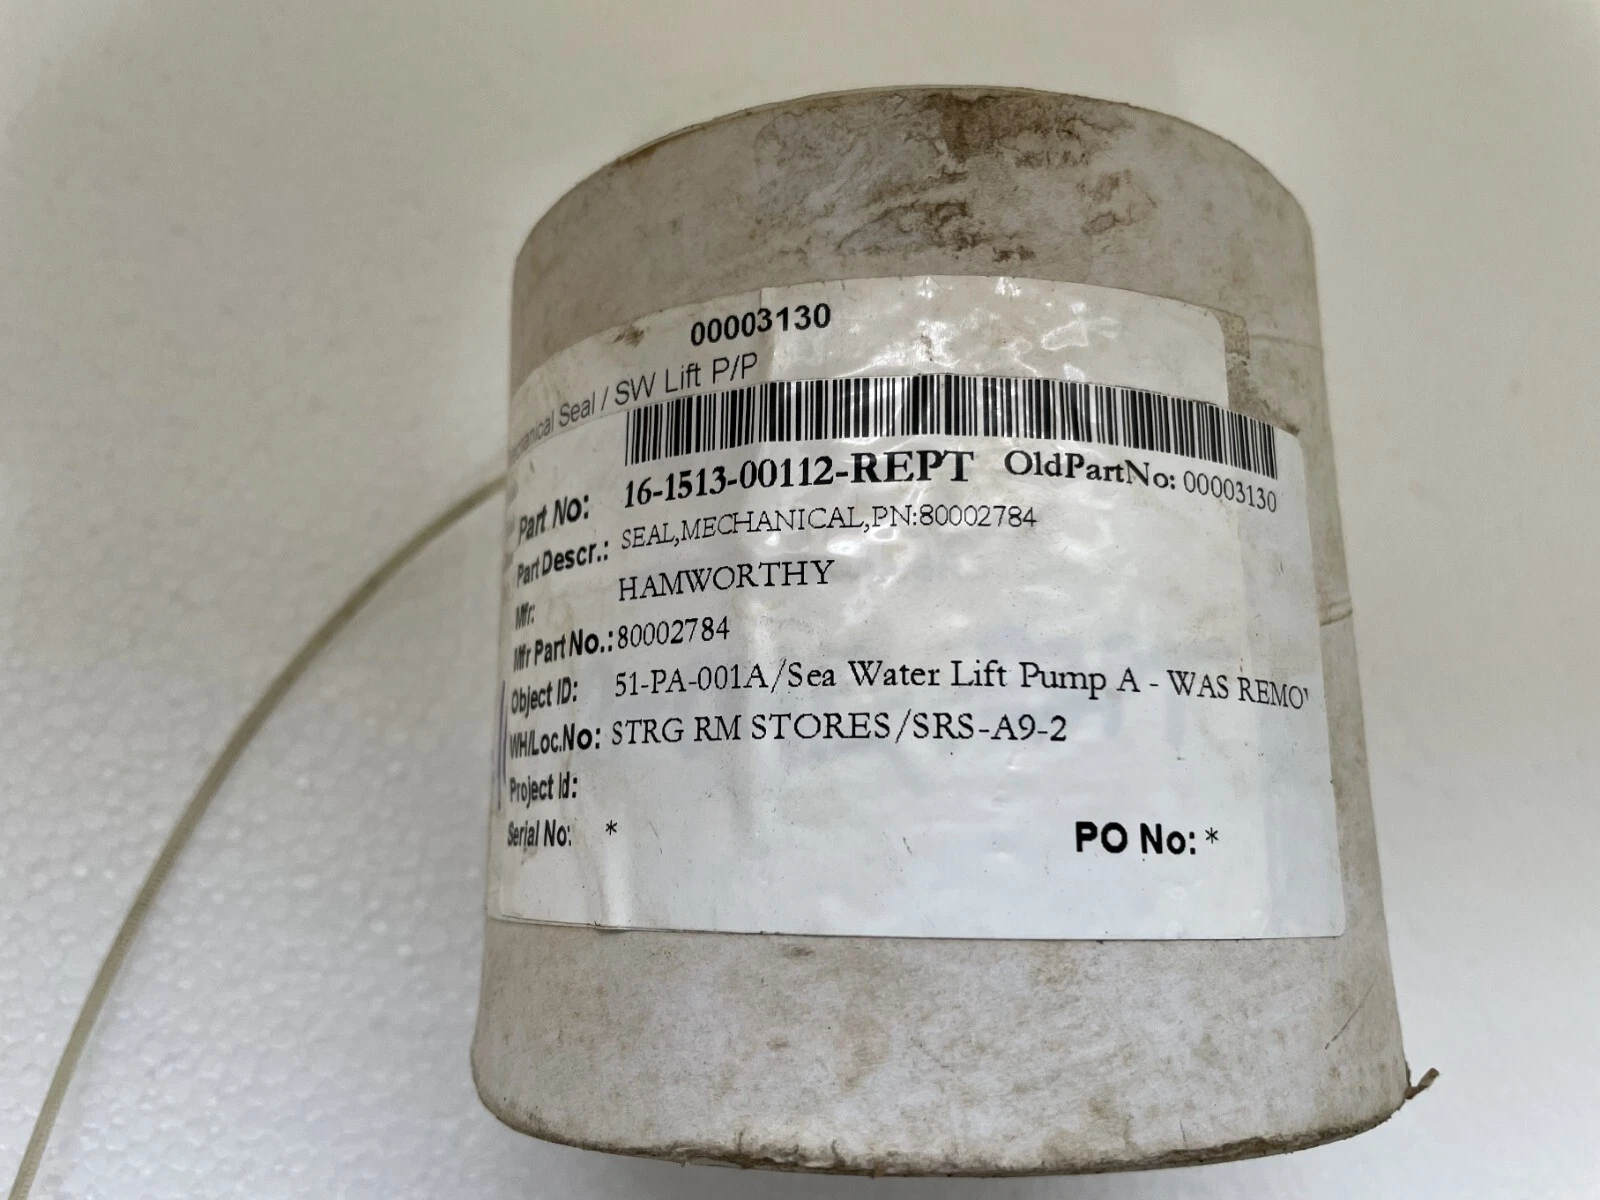 00003130
Seal / SW Lift P/P
Part No: 16-1513-00112-REPT OldPartNo: 00003130
Part Descr.: SEAL,MECHANICAL,PN:80002784
Mfr: HAMWORTHY
Mfr Part No.: 80002784
Object ID: 51-PA-001A/Sea Water Lift Pump A - WAS REMO
WH/Loc.No: STRG RM STORES/SRS-A9-2
Project Id:
Serial No: * PO No: *